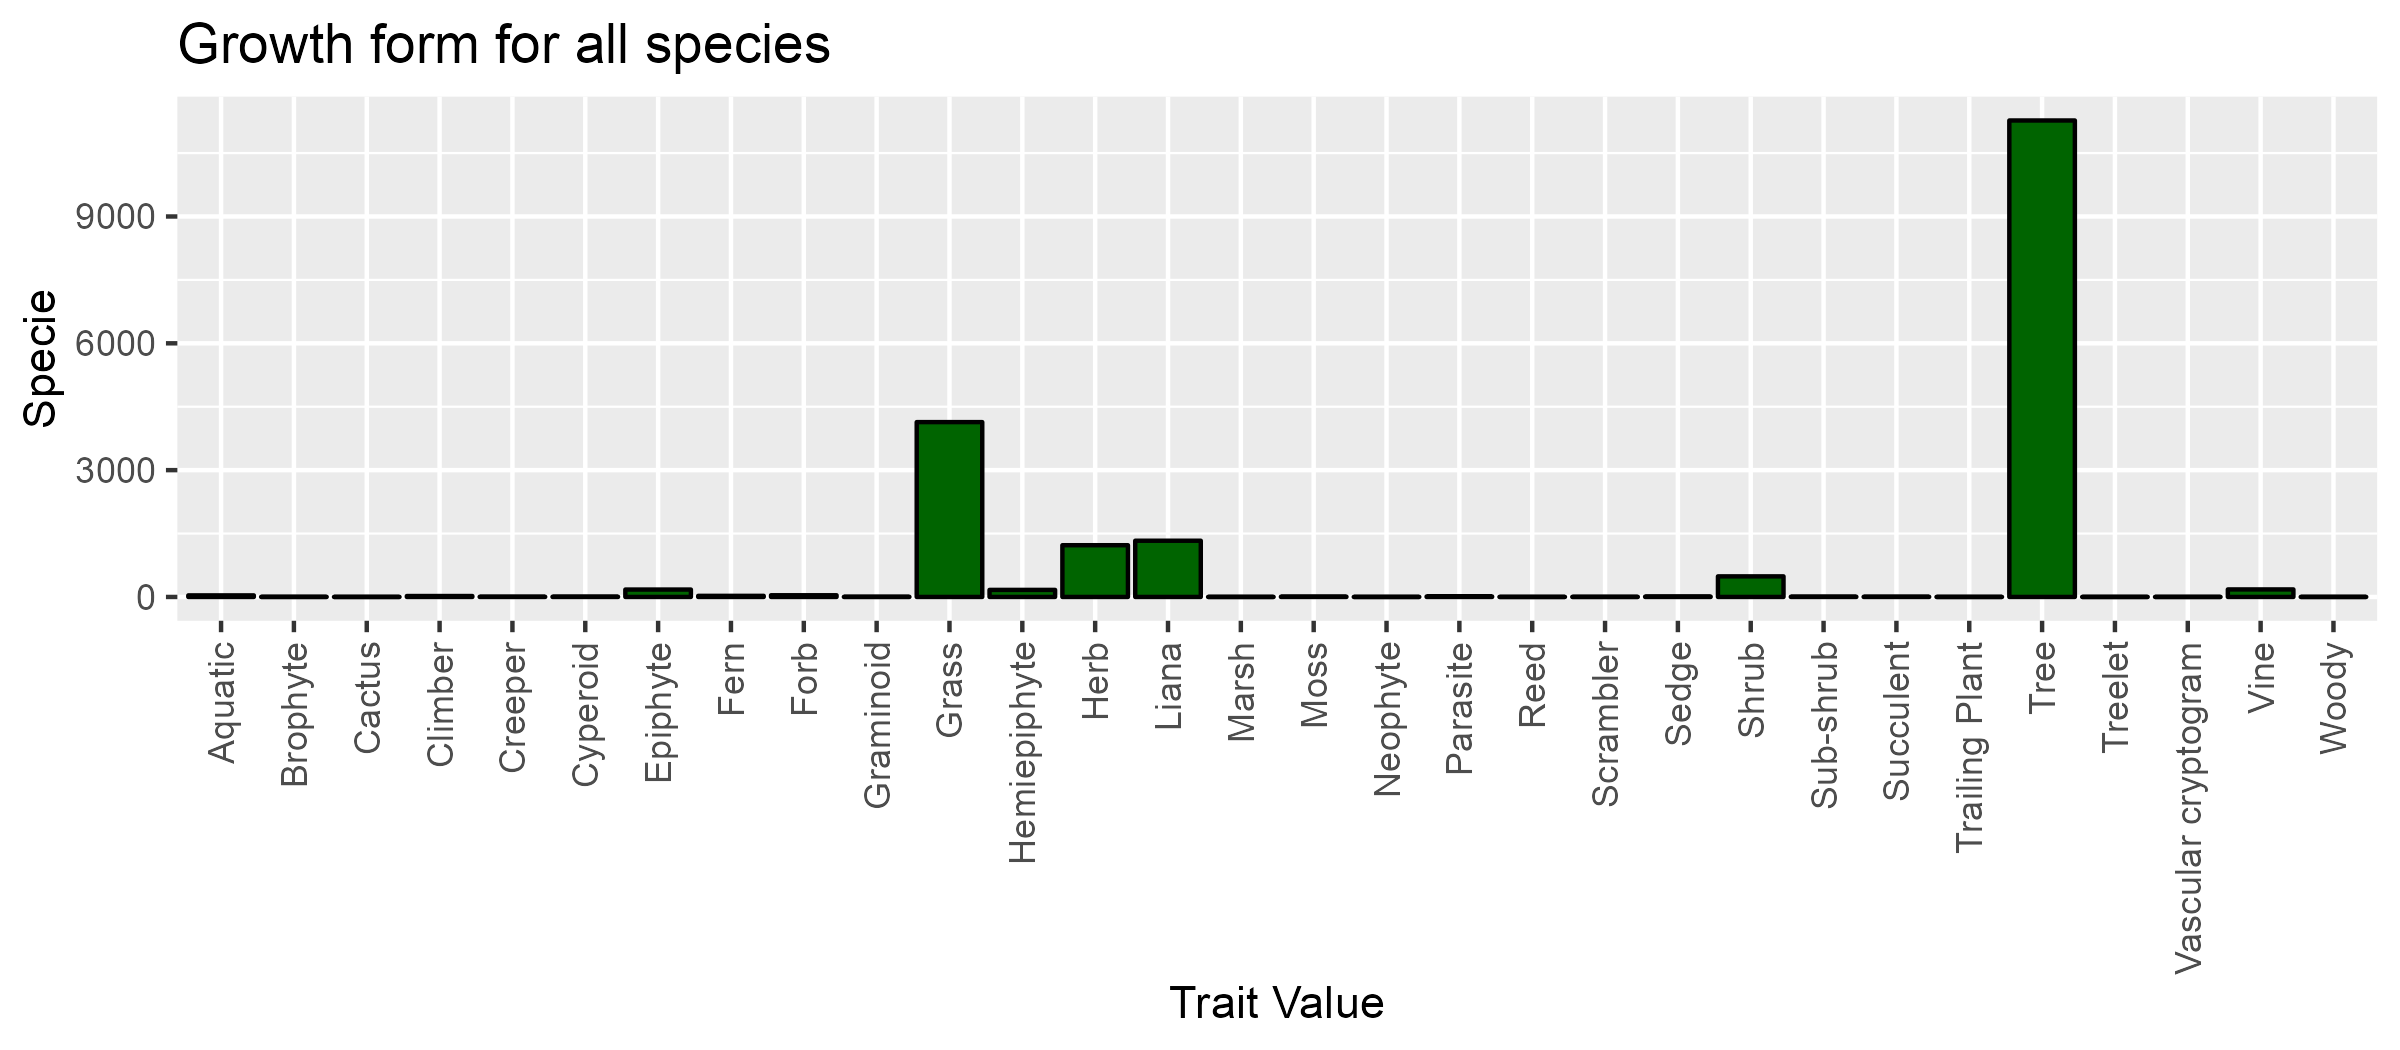 Growth form for all species
Specie
9000
6000
3000
0
Aquatic
Brophyte
Cactus
Climber
Creeper
Cyperoid
Epiphyte
Fern
Forb
Graminoid
Grass
Hemiepiphyte
Herb
Liana
Marsh
Moss
Neophyte
Parasite
Reed
Scrambler
Sedge
Shrub
Sub-shrub
Succulent
Trailing Plant
Tree
Treelet
Vascular cryptogram
Vine
Woody
Trait Value